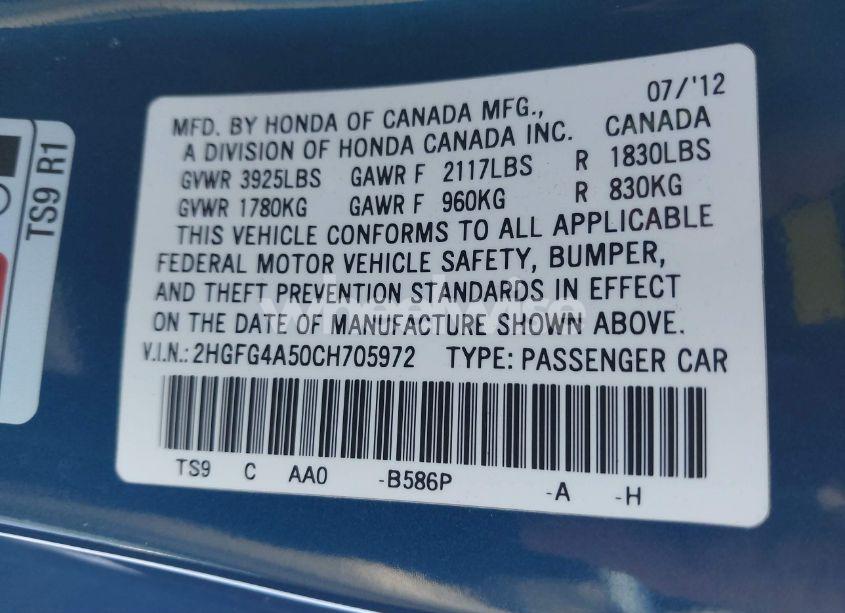 07/'12
MFD. BY HONDA OF CANADA MFG.,
A DIVISION OF HONDA CANADA INC. CANADA
GVWR 3925LBS GAWR F 2117LBS R 1830LBS
GVWR 1780KG GAWR F 960KG R 830KG
THIS VEHICLE CONFORMS TO ALL APPLICABLE
FEDERAL MOTOR VEHICLE SAFETY, BUMPER,
AND THEFT PREVENTION STANDARDS IN EFFECT
ON THE DATE OF MANUFACTURE SHOWN ABOVE.
V.I.N.: 2HGFG4A50CH705972 TYPE: PASSENGER CAR
TS9 C AA0 -B586P -A -H
TS9 R1